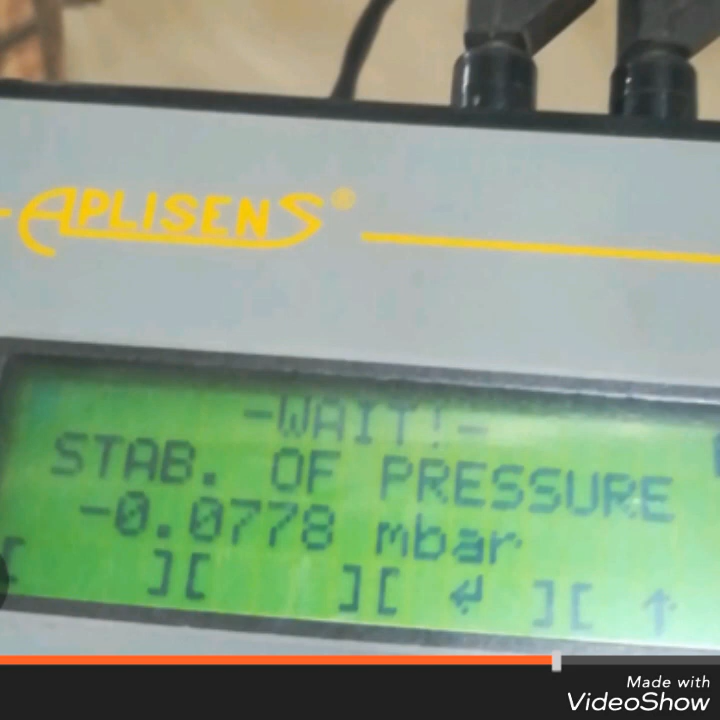 APLISENS®
-WAIT!-
STAB. OF PRESSURE
-0.0778 mbar
[ ][ ][ ↵ ][ ↑
Made with
VideoShow